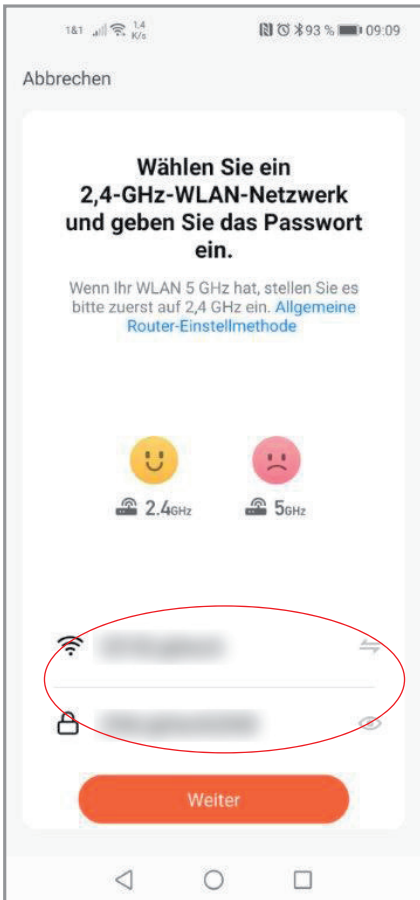 1&1 1.4 K/s 93 % 09:09
Abbrechen
Wählen Sie ein
2,4-GHz-WLAN-Netzwerk
und geben Sie das Passwort
ein.
Wenn Ihr WLAN 5 GHz hat, stellen Sie es
bitte zuerst auf 2,4 GHz ein. Allgemeine
Router-Einstellmethode
2.4GHz 5GHz
Weiter